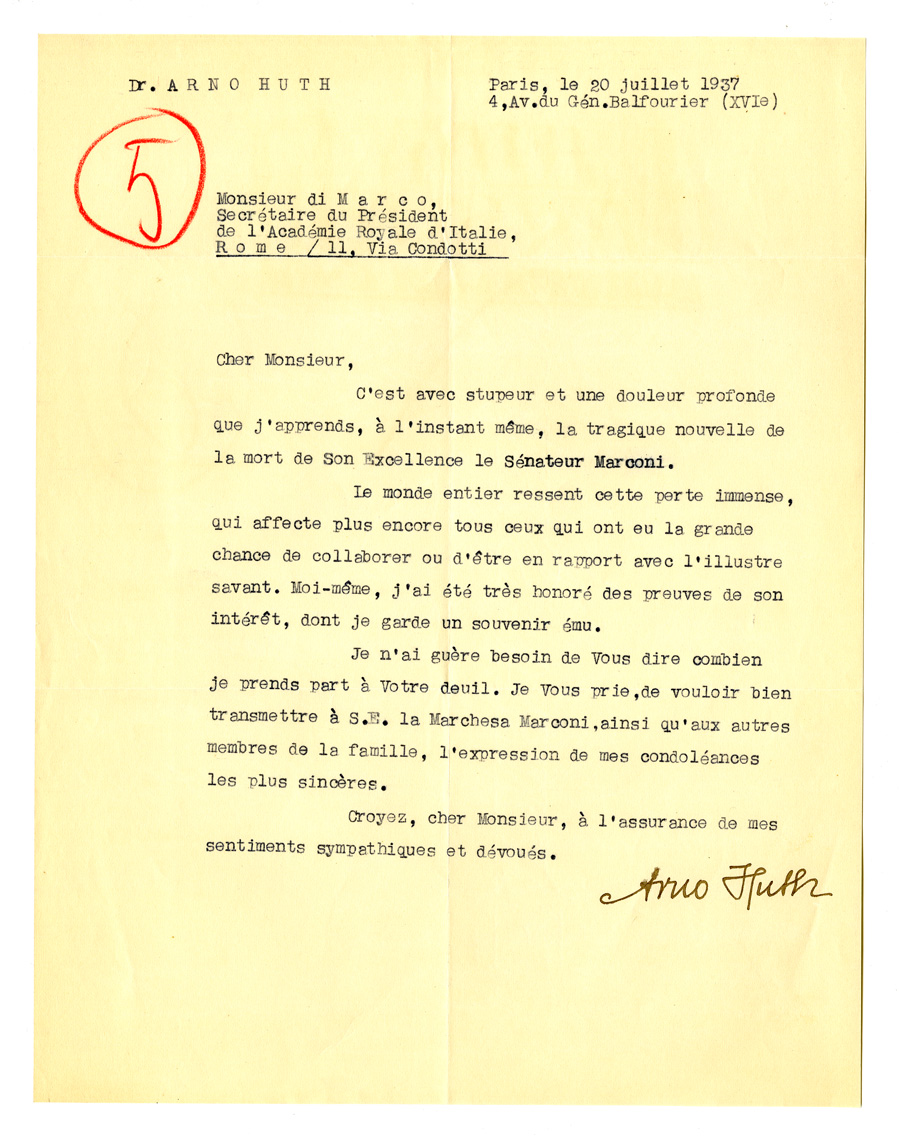 Dr. A R N O  H U T H
Paris, le 20 juillet 1937
4,Av.du Gén.Balfourier (XVIe)
5
Monsieur di M a r c o,
Secrétaire du Président
de l'Académie Royale d'Italie,
R o m e  / 11, Via Condotti
Cher Monsieur,
C'est avec stupeur et une douleur profonde
que j'apprends, à l'instant même, la tragique nouvelle de
la mort de Son Excellence le Sénateur Marconi.
Le monde entier ressent cette perte immense,
qui affecte plus encore tous ceux qui ont eu la grande
chance de collaborer ou d'être en rapport avec l'illustre
savant. Moi-même, j'ai été très honoré des preuves de son
intérêt, dont je garde un souvenir ému.
Je n'ai guère besoin de Vous dire combien
je prends part à Votre deuil. Je Vous prie,de vouloir bien
transmettre à S.E. la Marchesa Marconi,ainsi qu'aux autres
membres de la famille, l'expression de mes condoléances
les plus sincères.
Croyez, cher Monsieur, à l'assurance de mes
sentiments sympathiques et dévoués.
Arno Huth